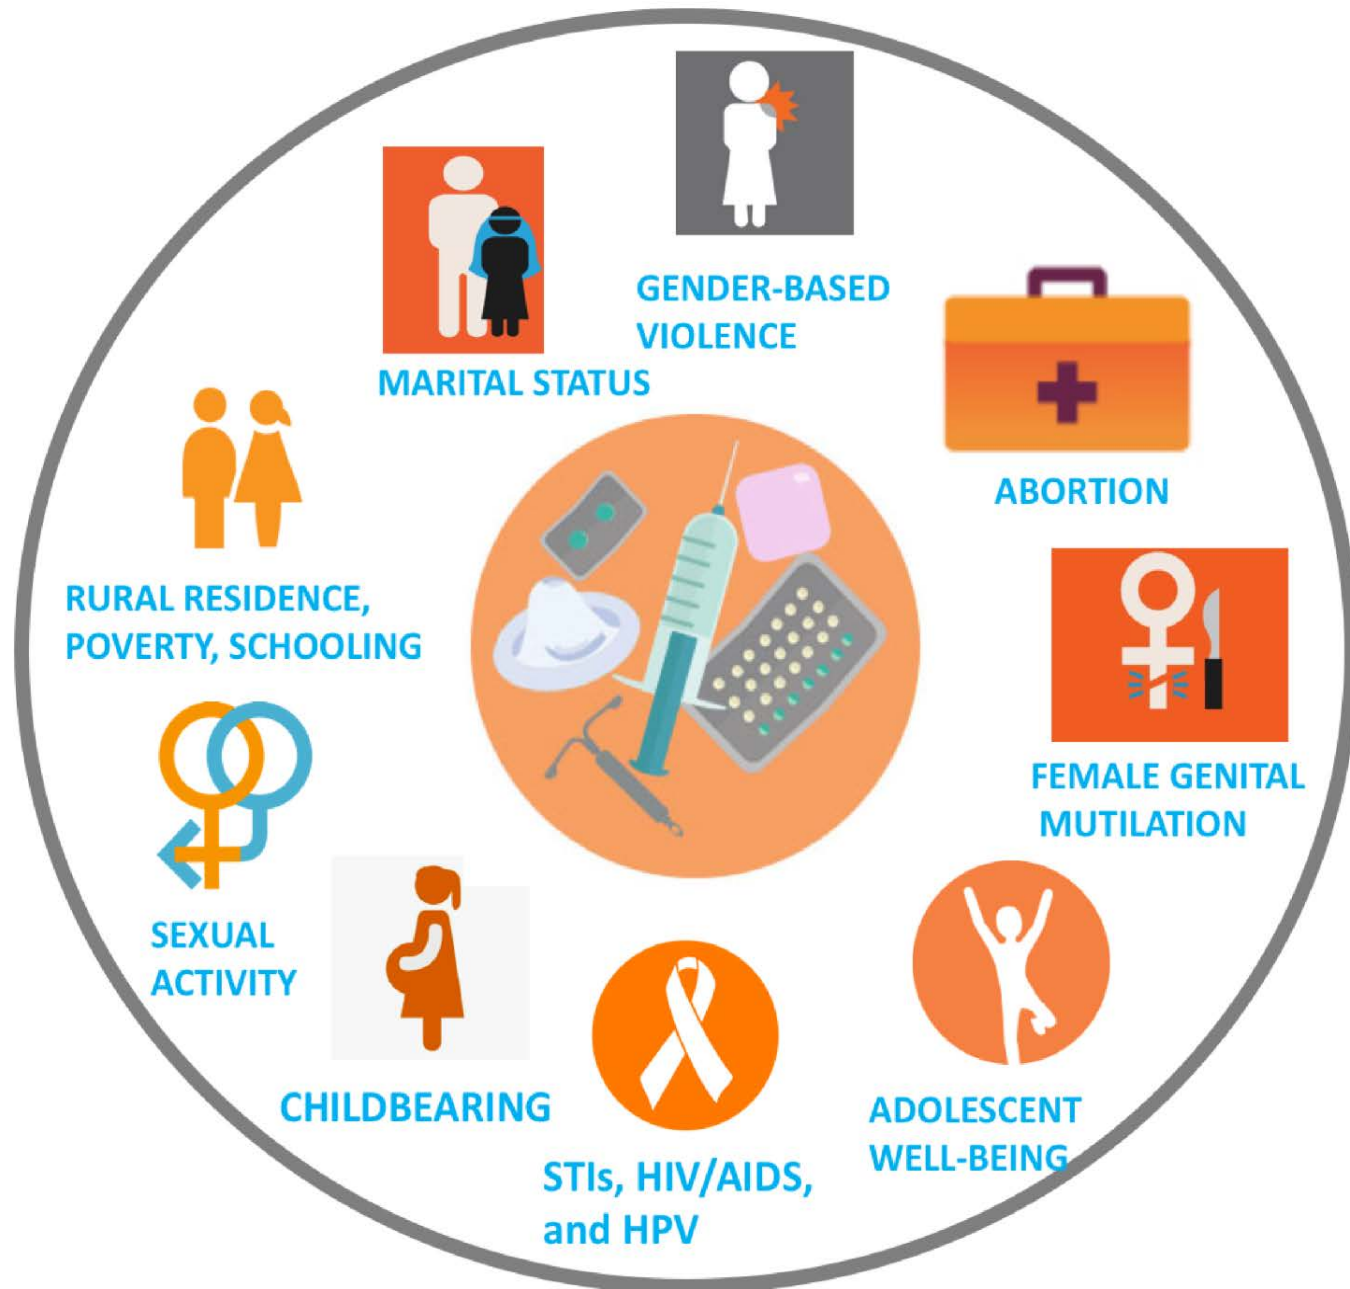 GENDER-BASED
VIOLENCE
MARITAL STATUS
ABORTION
RURAL RESIDENCE,
POVERTY, SCHOOLING
FEMALE GENITAL
MUTILATION
SEXUAL
ACTIVITY
CHILDBEARING
ADOLESCENT
WELL-BEING
STIs, HIV/AIDS,
and HPV